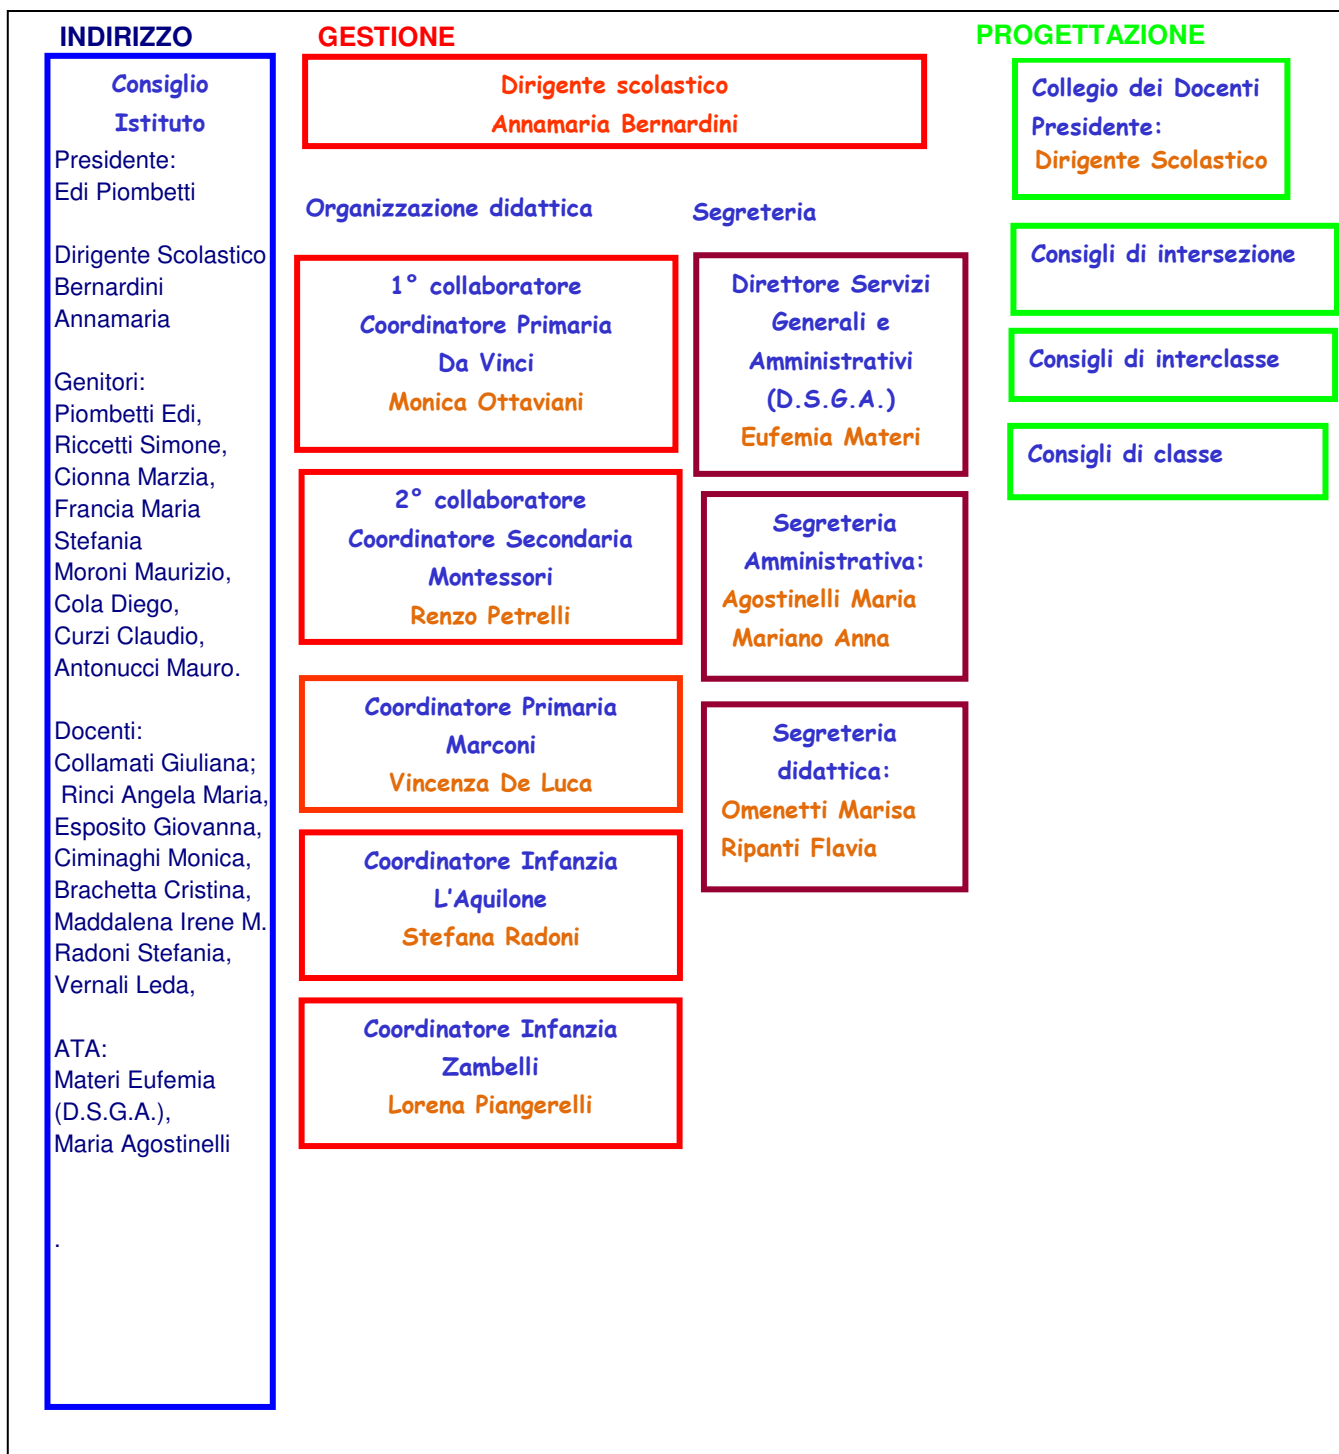 INDIRIZZO
Consiglio
Istituto
Presidente:
Edi Piombetti
Dirigente Scolastico
Bernardini
Annamaria
Genitori:
Piombetti Edi,
Riccetti Simone,
Cionna Marzia,
Francia Maria
Stefania
Moroni Maurizio,
Cola Diego,
Curzi Claudio,
Antonucci Mauro.
Docenti:
Collamati Giuliana;
Rinci Angela Maria,
Esposito Giovanna,
Ciminaghi Monica,
Brachetta Cristina,
Maddalena Irene M.
Radoni Stefania,
Vernali Leda,
ATA:
Materi Eufemia
(D.S.G.A.),
Maria Agostinelli
.
GESTIONE
Dirigente scolastico
Annamaria Bernardini
Organizzazione didattica
1° collaboratore
Coordinatore Primaria
Da Vinci
Monica Ottaviani
2° collaboratore
Coordinatore Secondaria
Montessori
Renzo Petrelli
Coordinatore Primaria
Marconi
Vincenza De Luca
Coordinatore Infanzia
L'Aquilone
Stefana Radoni
Coordinatore Infanzia
Zambelli
Lorena Piangerelli
Segreteria
Direttore Servizi
Generali e
Amministrativi
(D.S.G.A.)
Eufemia Materi
Segreteria
Amministrativa:
Agostinelli Maria
Mariano Anna
Segreteria
didattica:
Omenetti Marisa
Ripanti Flavia
PROGETTAZIONE
Collegio dei Docenti
Presidente:
Dirigente Scolastico
Consigli di intersezione
Consigli di interclasse
Consigli di classe